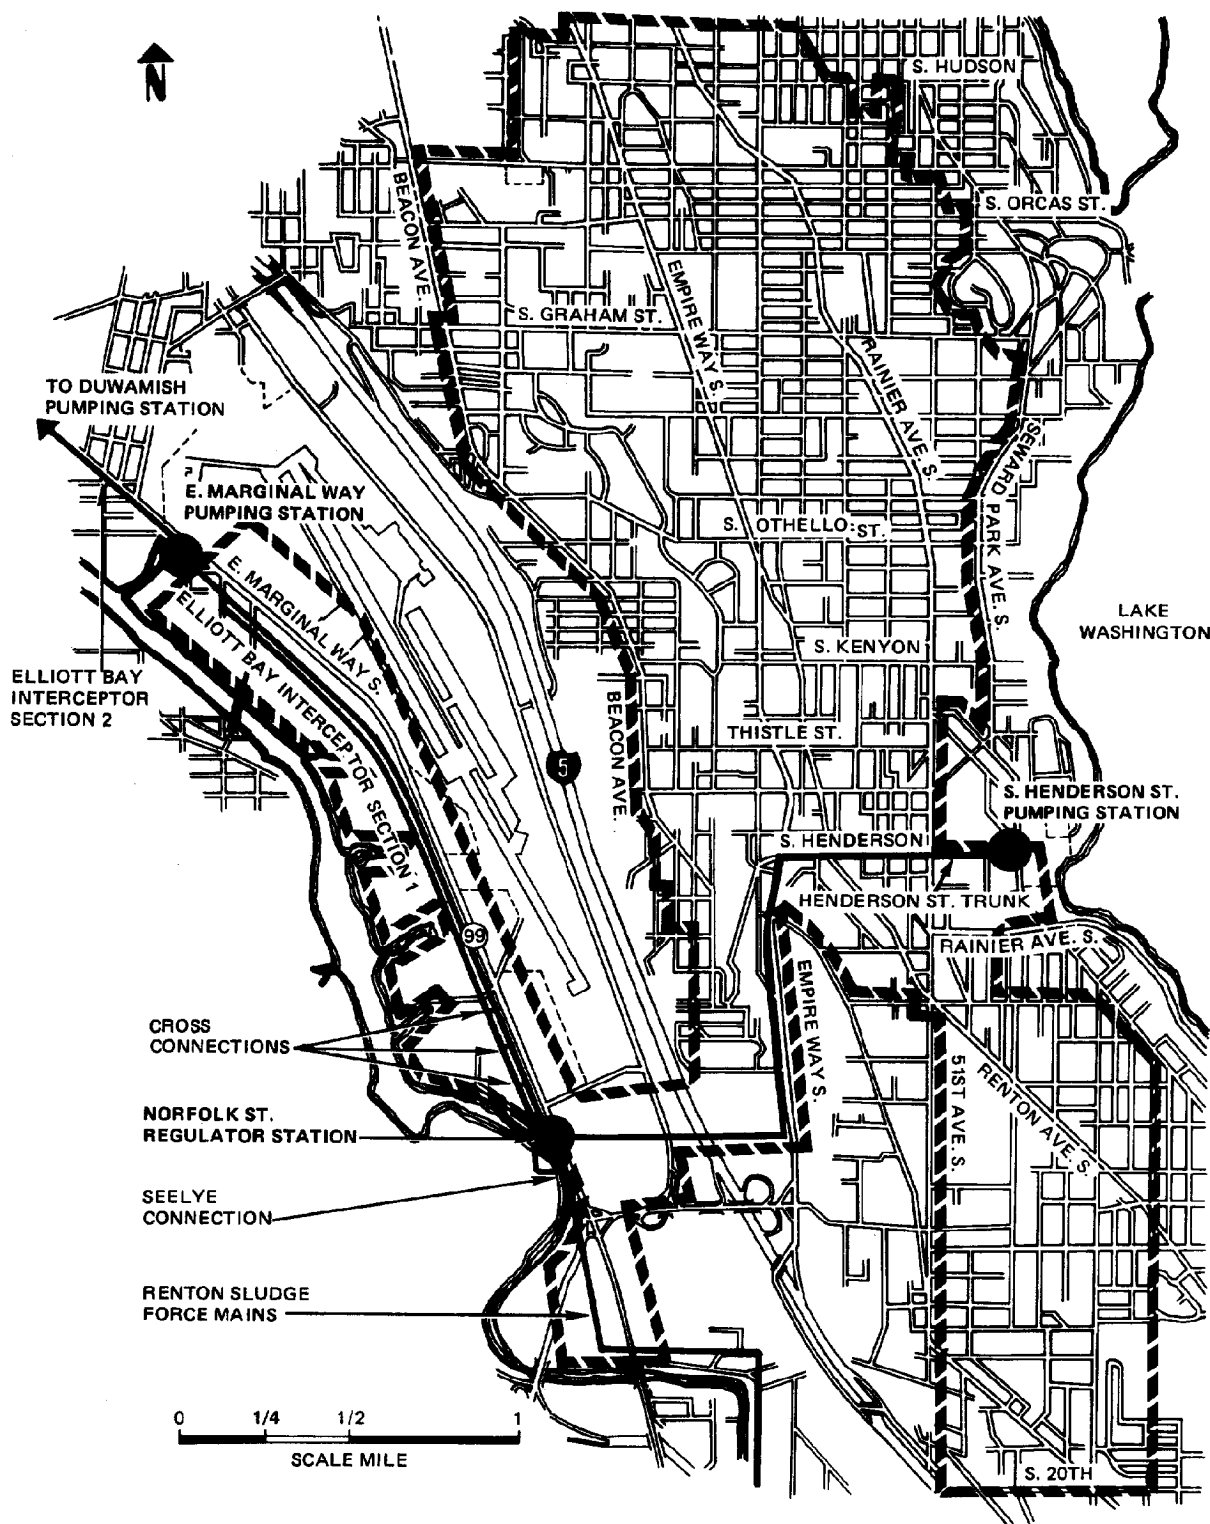 N
S. HUDSON
S. ORCAS ST.
BEACON AVE.
EMPIRE WAY S.
S. GRAHAM ST.
RAINIER AVE. S.
TO DUWAMISH
PUMPING STATION
SEWARD PARK AVE. S.
E. MARGINAL WAY
PUMPING STATION
S. OTHELLO ST.
E. MARGINAL WAY S.
ELLIOTT BAY INTERCEPTOR SECTION 1
LAKE
WASHINGTON
S. KENYON
ELLIOTT BAY
INTERCEPTOR
SECTION 2
BEACON AVE.
THISTLE ST.
5
S. HENDERSON ST.
PUMPING STATION
S. HENDERSON
HENDERSON ST. TRUNK
99
RAINIER AVE. S.
EMPIRE WAY S.
CROSS
CONNECTIONS
51ST AVE. S.
RENTON AVE. S.
NORFOLK ST.
REGULATOR STATION
SEELYE
CONNECTION
RENTON SLUDGE
FORCE MAINS
0 1/4 1/2 1
SCALE MILE
S. 20TH